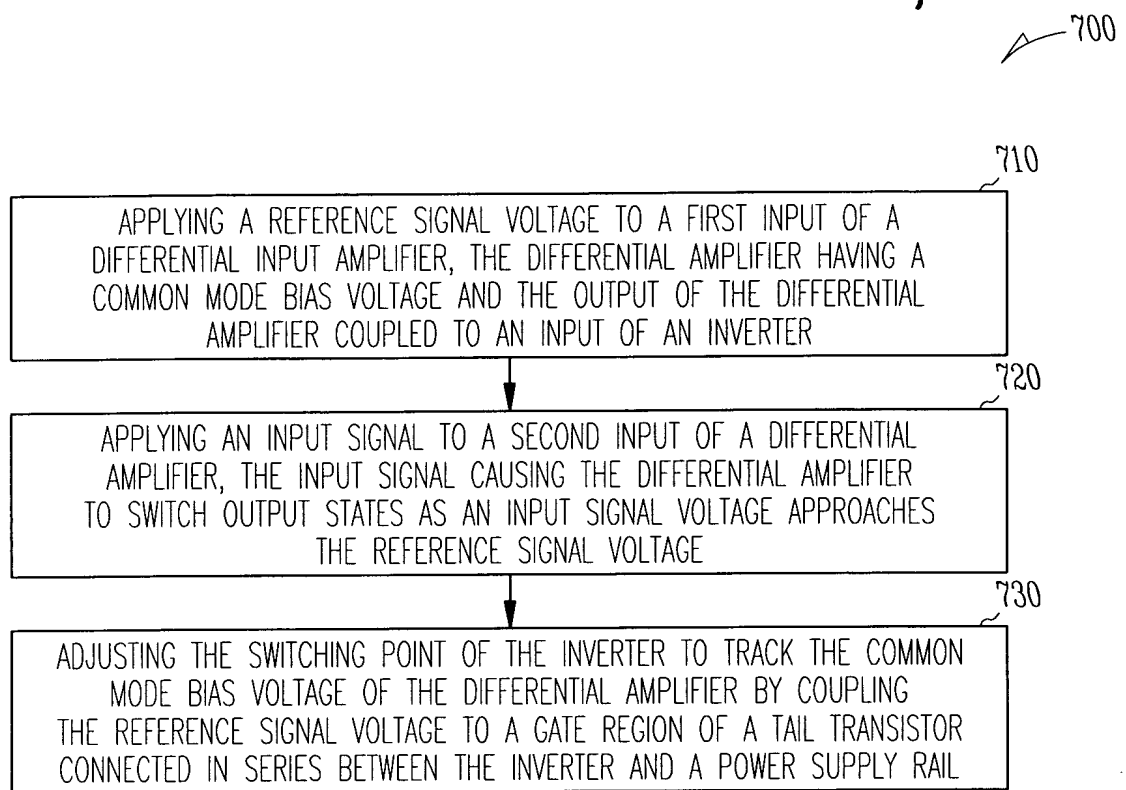 700
710
APPLYING A REFERENCE SIGNAL VOLTAGE TO A FIRST INPUT OF A
DIFFERENTIAL INPUT AMPLIFIER, THE DIFFERENTIAL AMPLIFIER HAVING A
COMMON MODE BIAS VOLTAGE AND THE OUTPUT OF THE DIFFERENTIAL
AMPLIFIER COUPLED TO AN INPUT OF AN INVERTER
720
APPLYING AN INPUT SIGNAL TO A SECOND INPUT OF A DIFFERENTIAL
AMPLIFIER, THE INPUT SIGNAL CAUSING THE DIFFERENTIAL AMPLIFIER
TO SWITCH OUTPUT STATES AS AN INPUT SIGNAL VOLTAGE APPROACHES
THE REFERENCE SIGNAL VOLTAGE
730
ADJUSTING THE SWITCHING POINT OF THE INVERTER TO TRACK THE COMMON
MODE BIAS VOLTAGE OF THE DIFFERENTIAL AMPLIFIER BY COUPLING
THE REFERENCE SIGNAL VOLTAGE TO A GATE REGION OF A TAIL TRANSISTOR
CONNECTED IN SERIES BETWEEN THE INVERTER AND A POWER SUPPLY RAIL